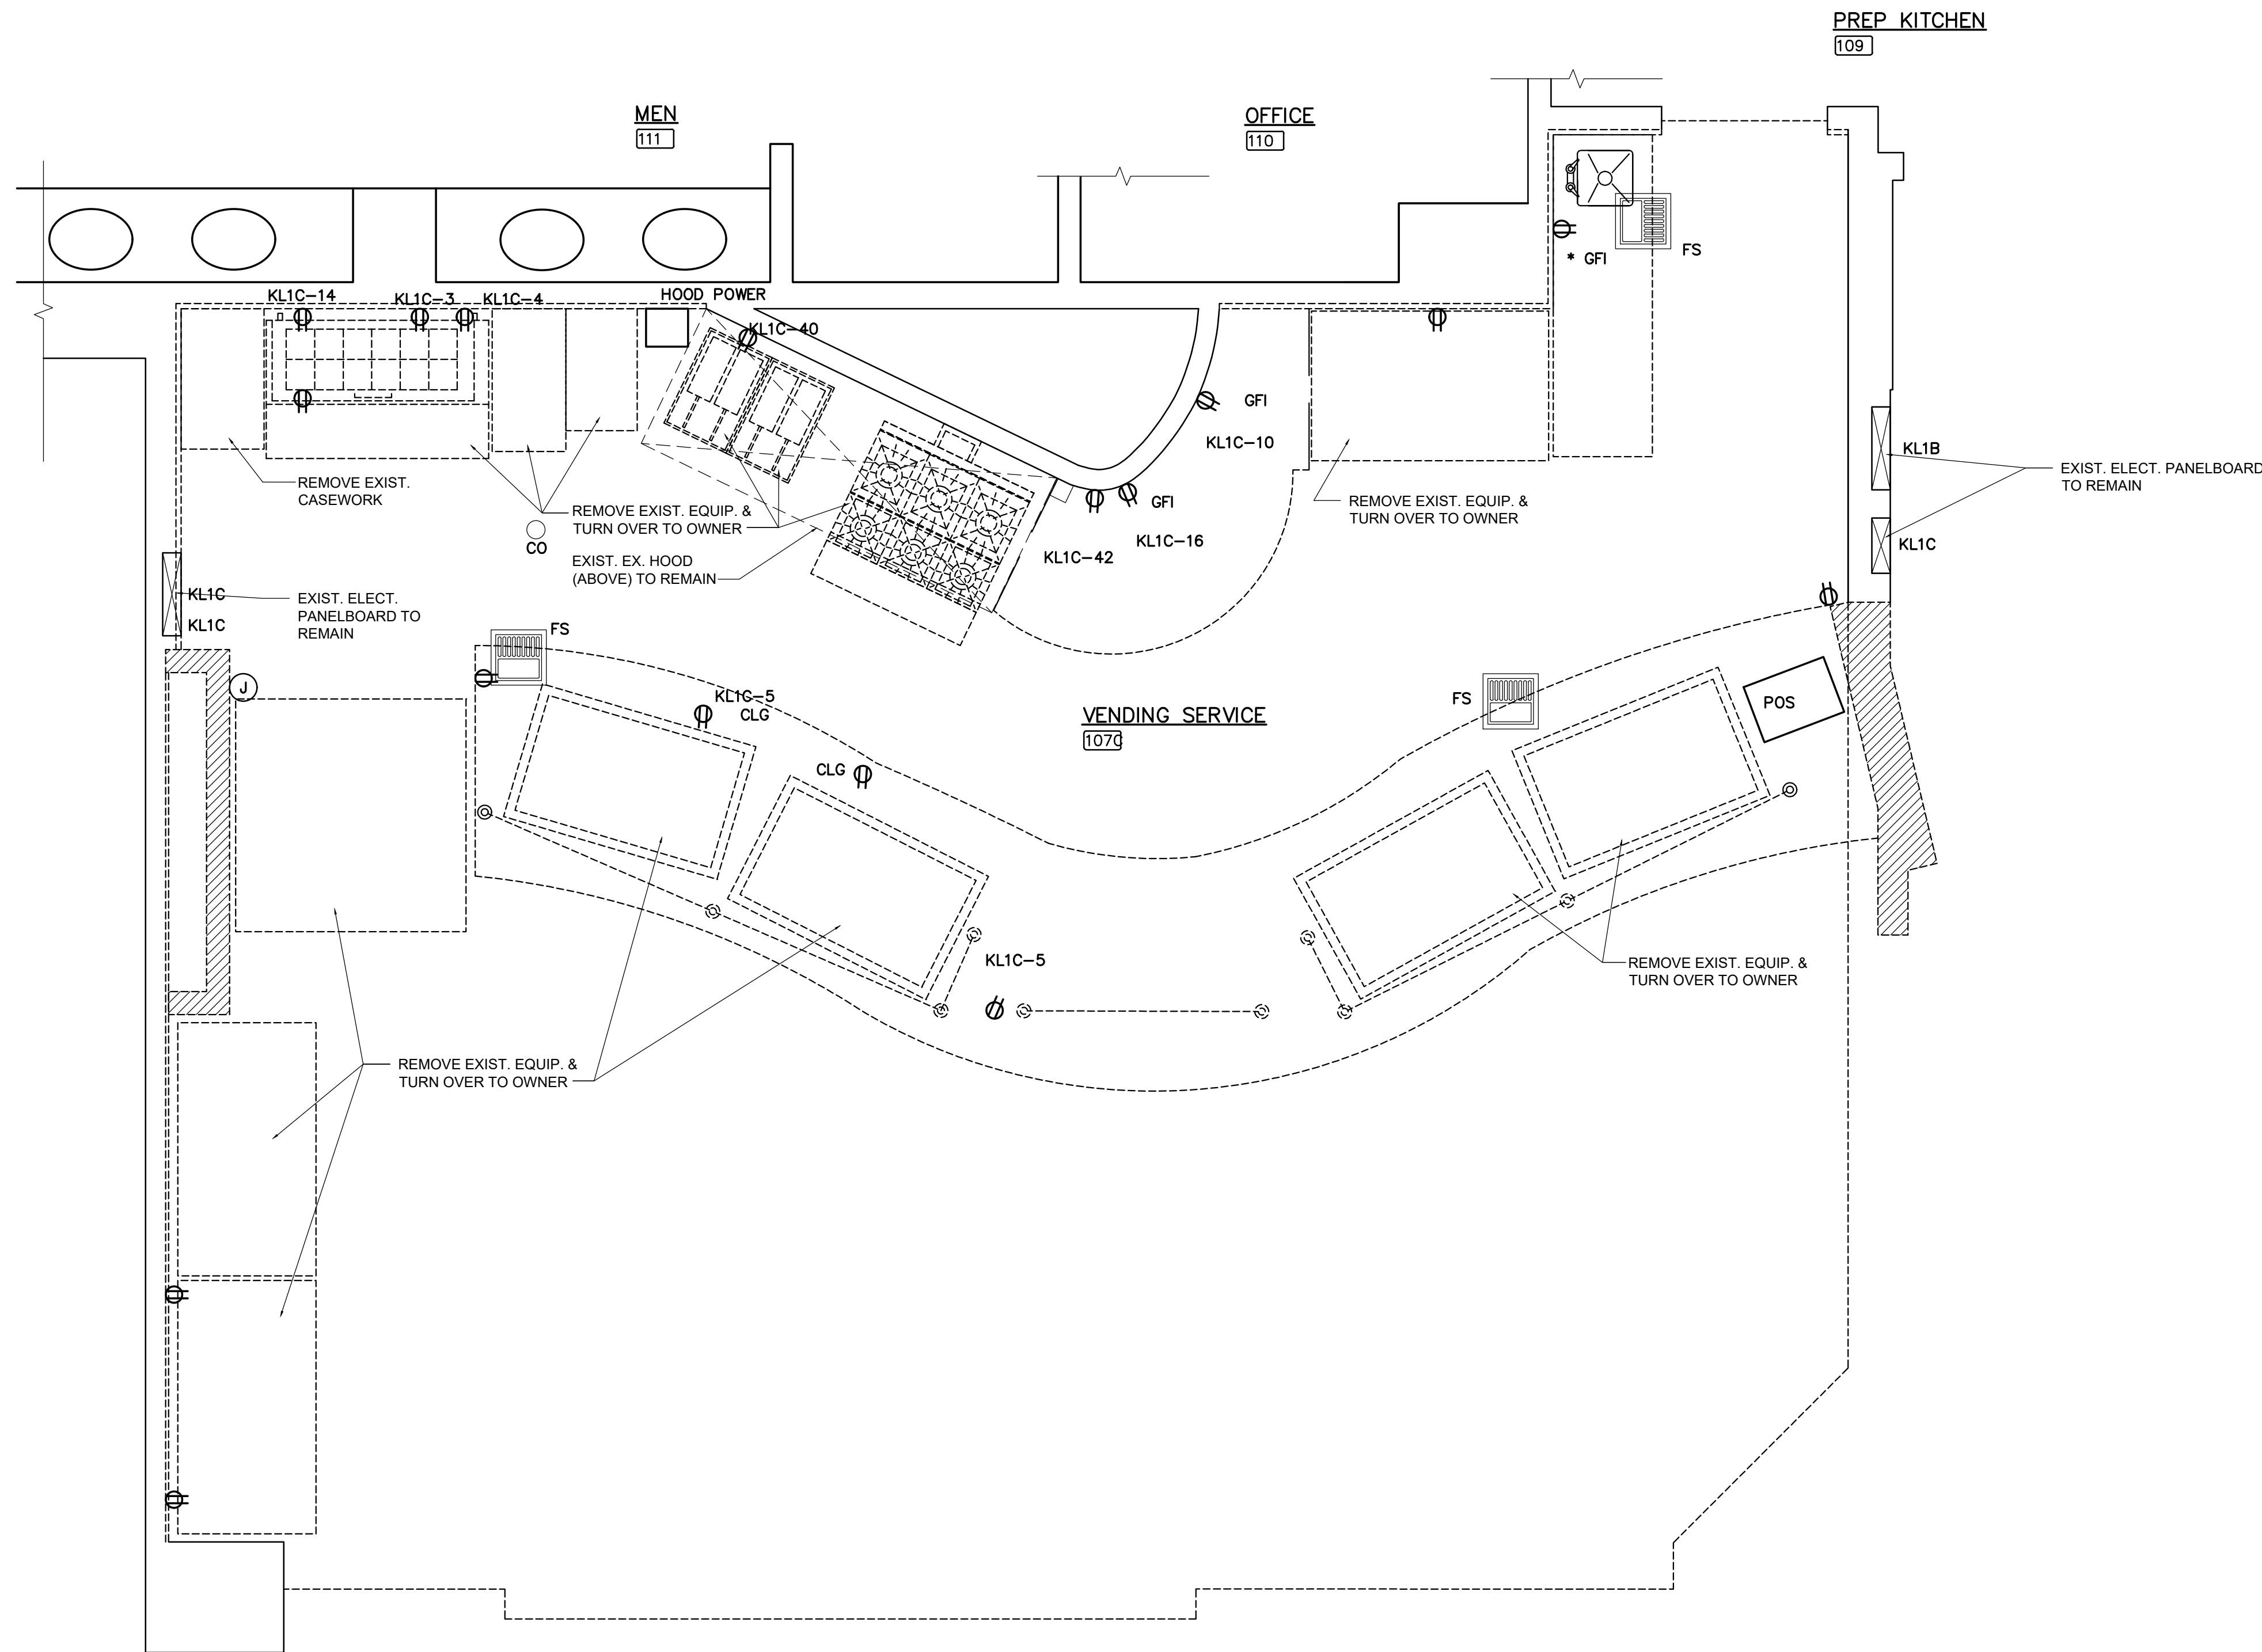 PREP KITCHEN
109
MEN
111
OFFICE
110
* GFI
FS
KL1C-14
KL1C-3
KL1C-4
HOOD POWER
KL1C-40
GFI
KL1C-10
KL1B
EXIST. ELECT. PANELBOARD
TO REMAIN
REMOVE EXIST.
CASEWORK
REMOVE EXIST. EQUIP. &
TURN OVER TO OWNER
GFI
REMOVE EXIST. EQUIP. &
TURN OVER TO OWNER
KL1C-16
KL1C
CO
EXIST. EX. HOOD
(ABOVE) TO REMAIN
KL1C-42
KL1C
KL1C
EXIST. ELECT.
PANELBOARD TO
REMAIN
FS
J
KL1C-5
CLG
FS
POS
VENDING SERVICE
107C
CLG
KL1C-5
REMOVE EXIST. EQUIP. &
TURN OVER TO OWNER
REMOVE EXIST. EQUIP. &
TURN OVER TO OWNER